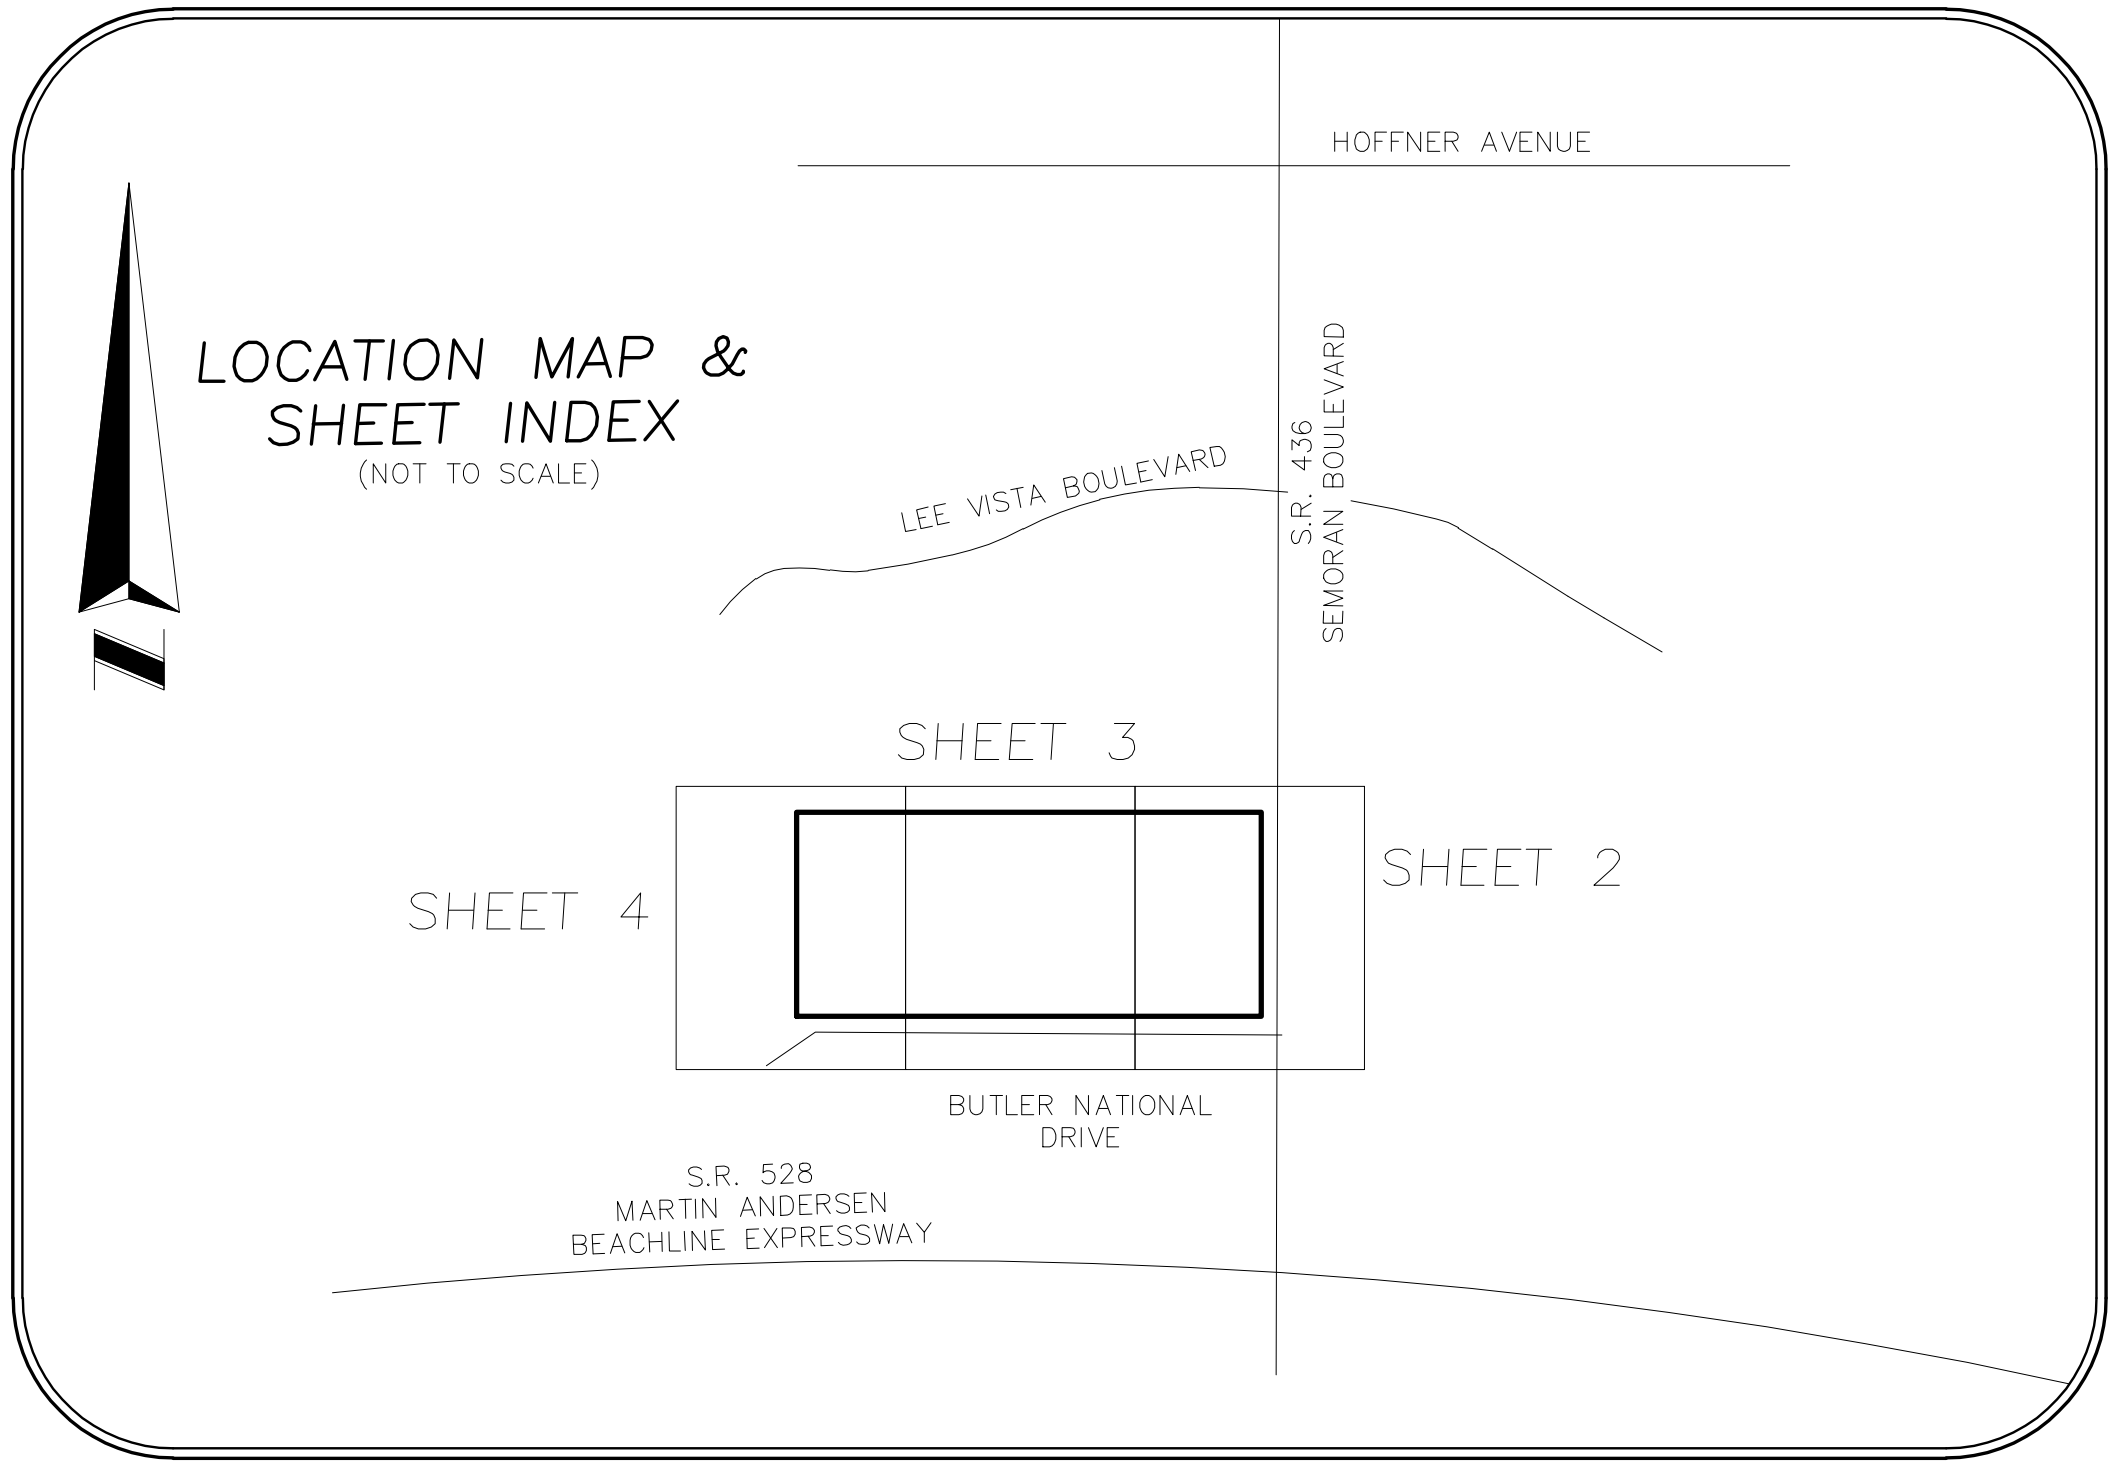 HOFFNER AVENUE
LOCATION MAP &
SHEET INDEX
(NOT TO SCALE)
S.R. 436
SEMORAN BOULEVARD
LEE VISTA BOULEVARD
N
SHEET 3
SHEET 2
SHEET 4
BUTLER NATIONAL
DRIVE
S.R. 528
MARTIN ANDERSEN
BEACHLINE EXPRESSWAY